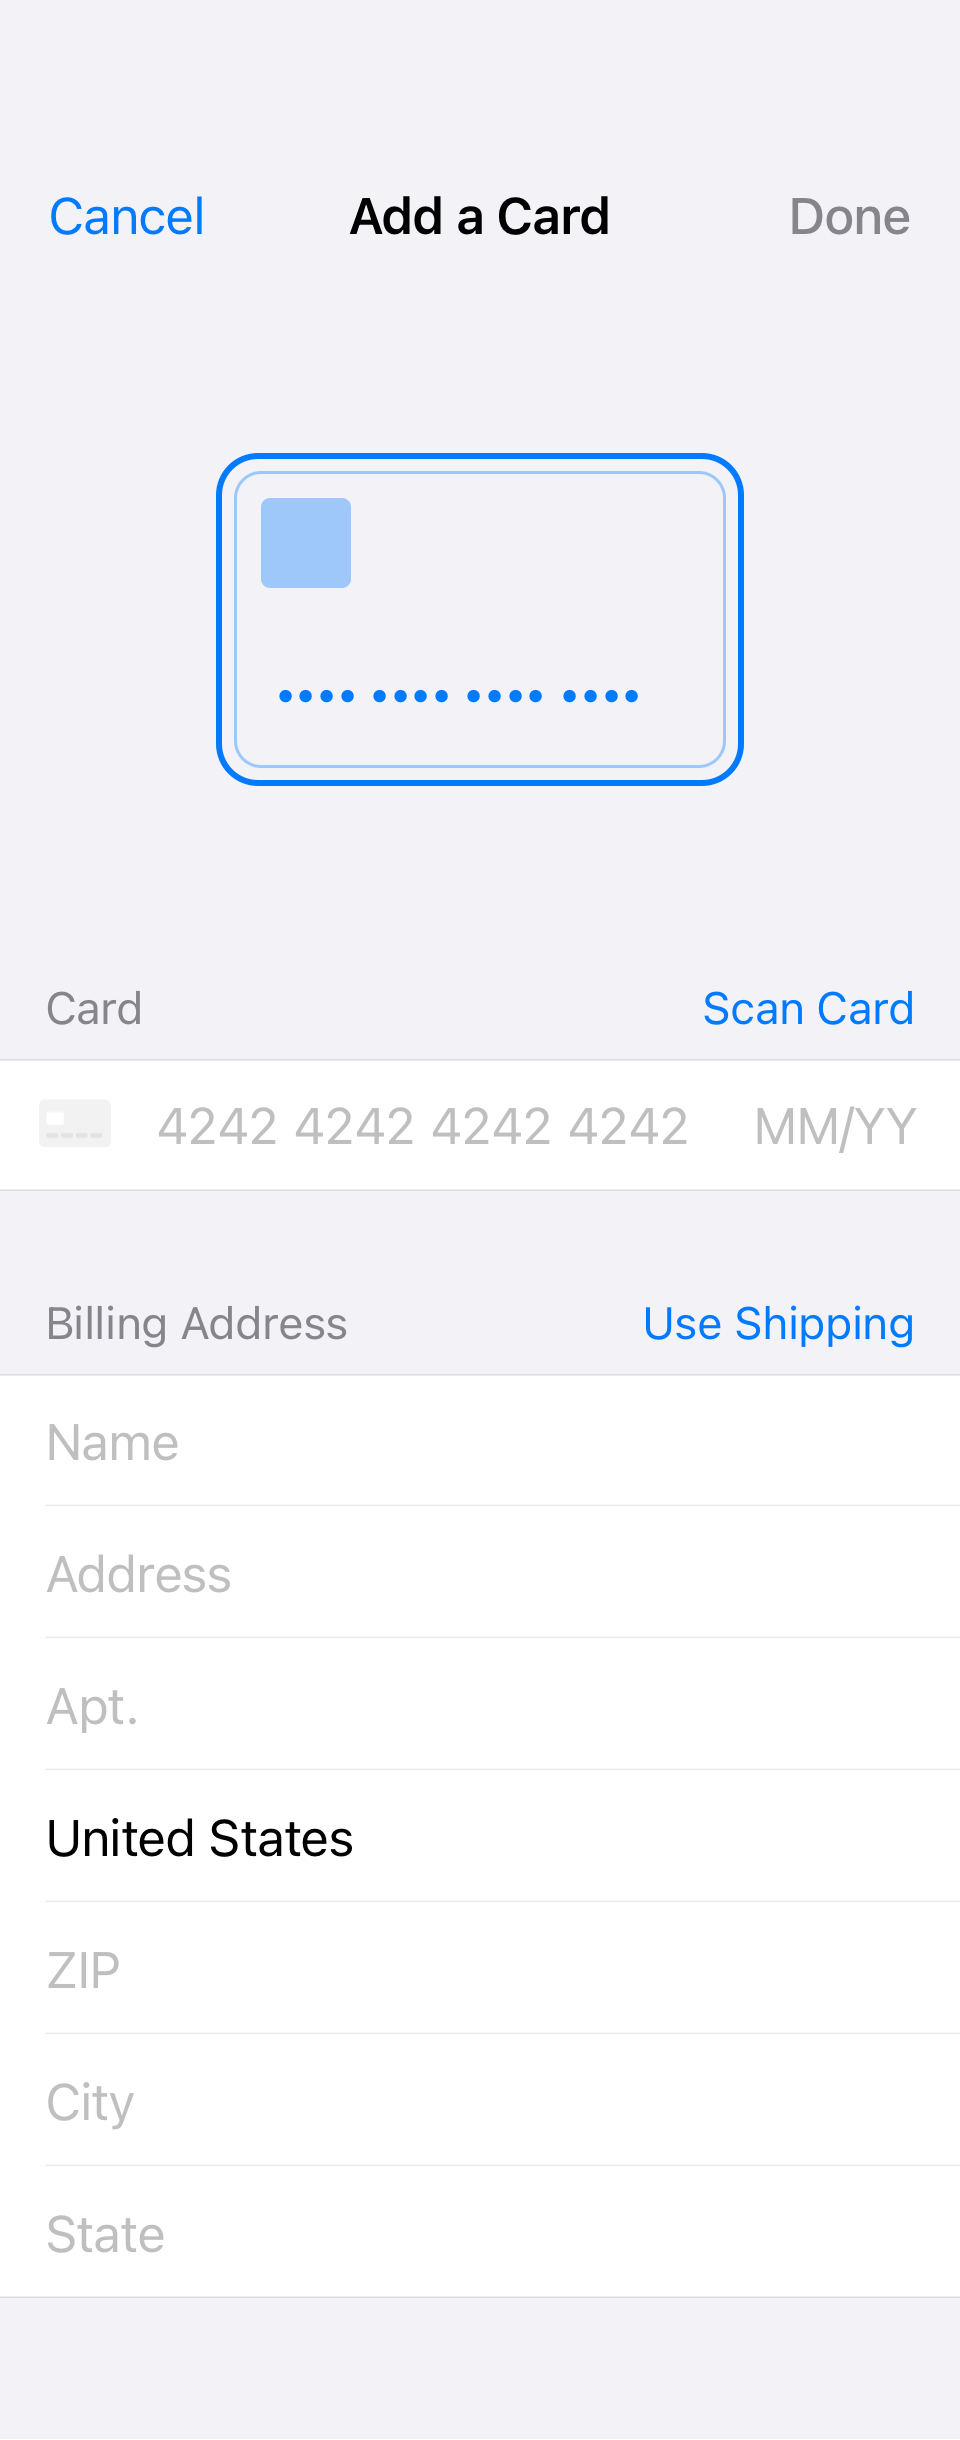 Cancel Add a Card Done
•••• •••• •••• ••••
Card Scan Card
4242 4242 4242 4242 MM/YY
Billing Address Use Shipping
Name
Address
Apt.
United States
ZIP
City
State